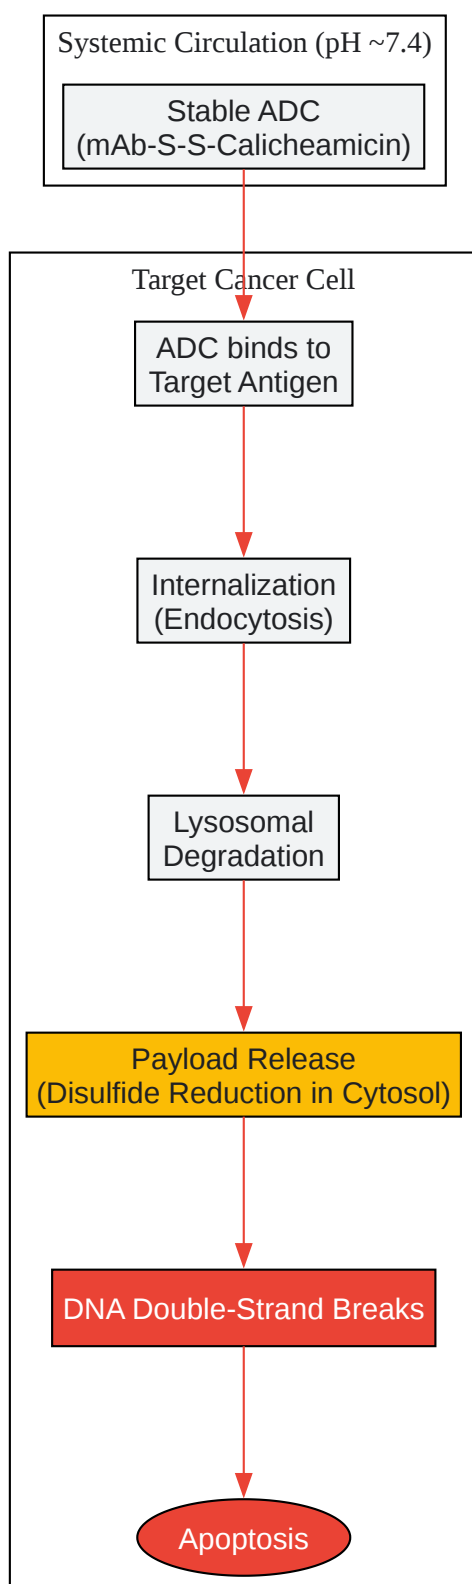 Systemic Circulation (pH ~7.4)
Stable ADC
(mAb-S-S-Calicheamicin)
Target Cancer Cell
ADC binds to
Target Antigen
Internalization
(Endocytosis)
Lysosomal
Degradation
Payload Release
(Disulfide Reduction in Cytosol)
DNA Double-Strand Breaks
Apoptosis